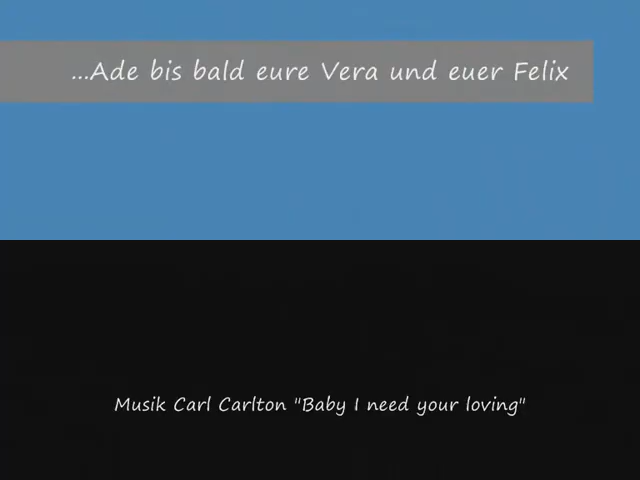 ...Ade bis bald eure Vera und euer Felix
Musik Carl Carlton "Baby I need your loving"